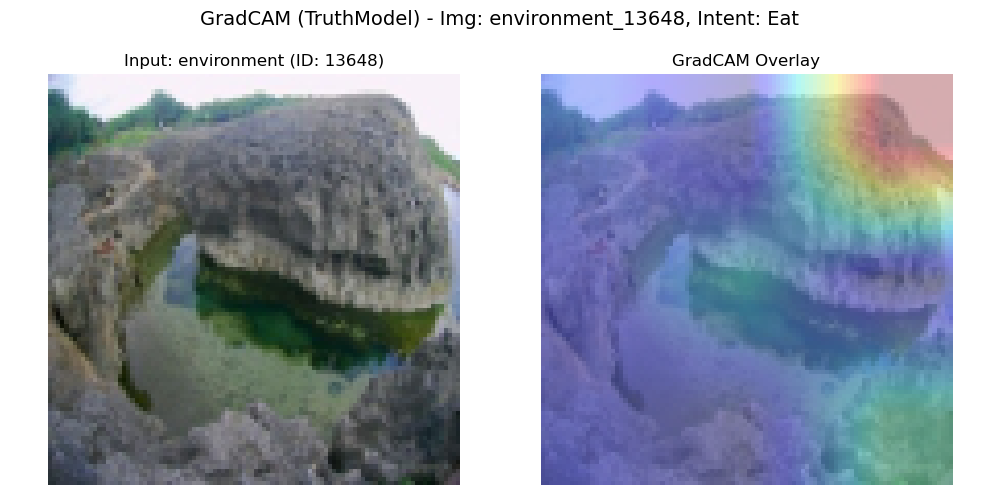 GradCAM (TruthModel) - Img: environment_13648, Intent: Eat
Input: environment (ID: 13648)
GradCAM Overlay